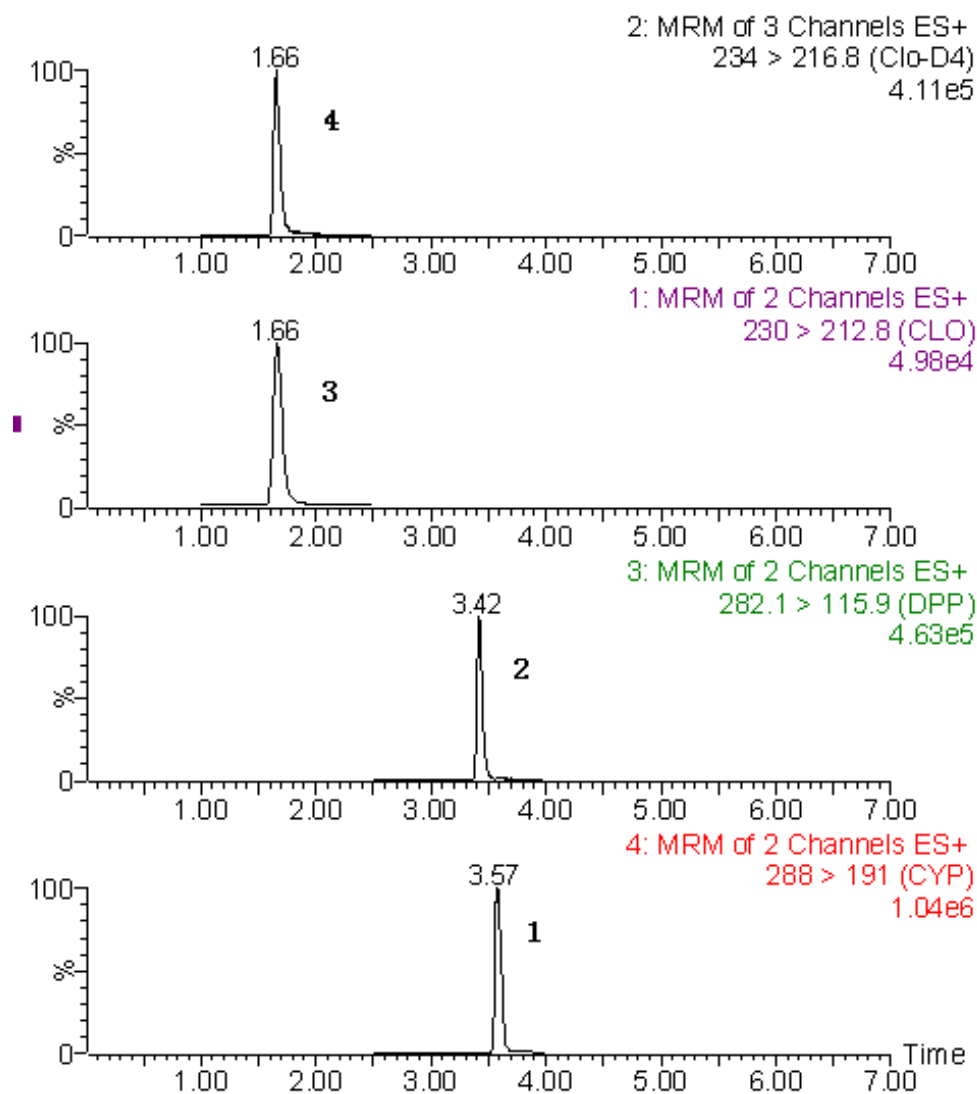 2: MRM of 3 Channels ES+
234 > 216.8 (Clo-D4)
4.11e5
1.66
100
4
%
0
1.00 2.00 3.00 4.00 5.00 6.00 7.00
1: MRM of 2 Channels ES+
230 > 212.8 (CLO)
4.98e4
1.66
100
3
%
0
1.00 2.00 3.00 4.00 5.00 6.00 7.00
3: MRM of 2 Channels ES+
282.1 > 115.9 (DPP)
4.63e5
3.42
100
2
%
0
1.00 2.00 3.00 4.00 5.00 6.00 7.00
4: MRM of 2 Channels ES+
288 > 191 (CYP)
1.04e6
3.57
100
1
%
0
Time
1.00 2.00 3.00 4.00 5.00 6.00 7.00